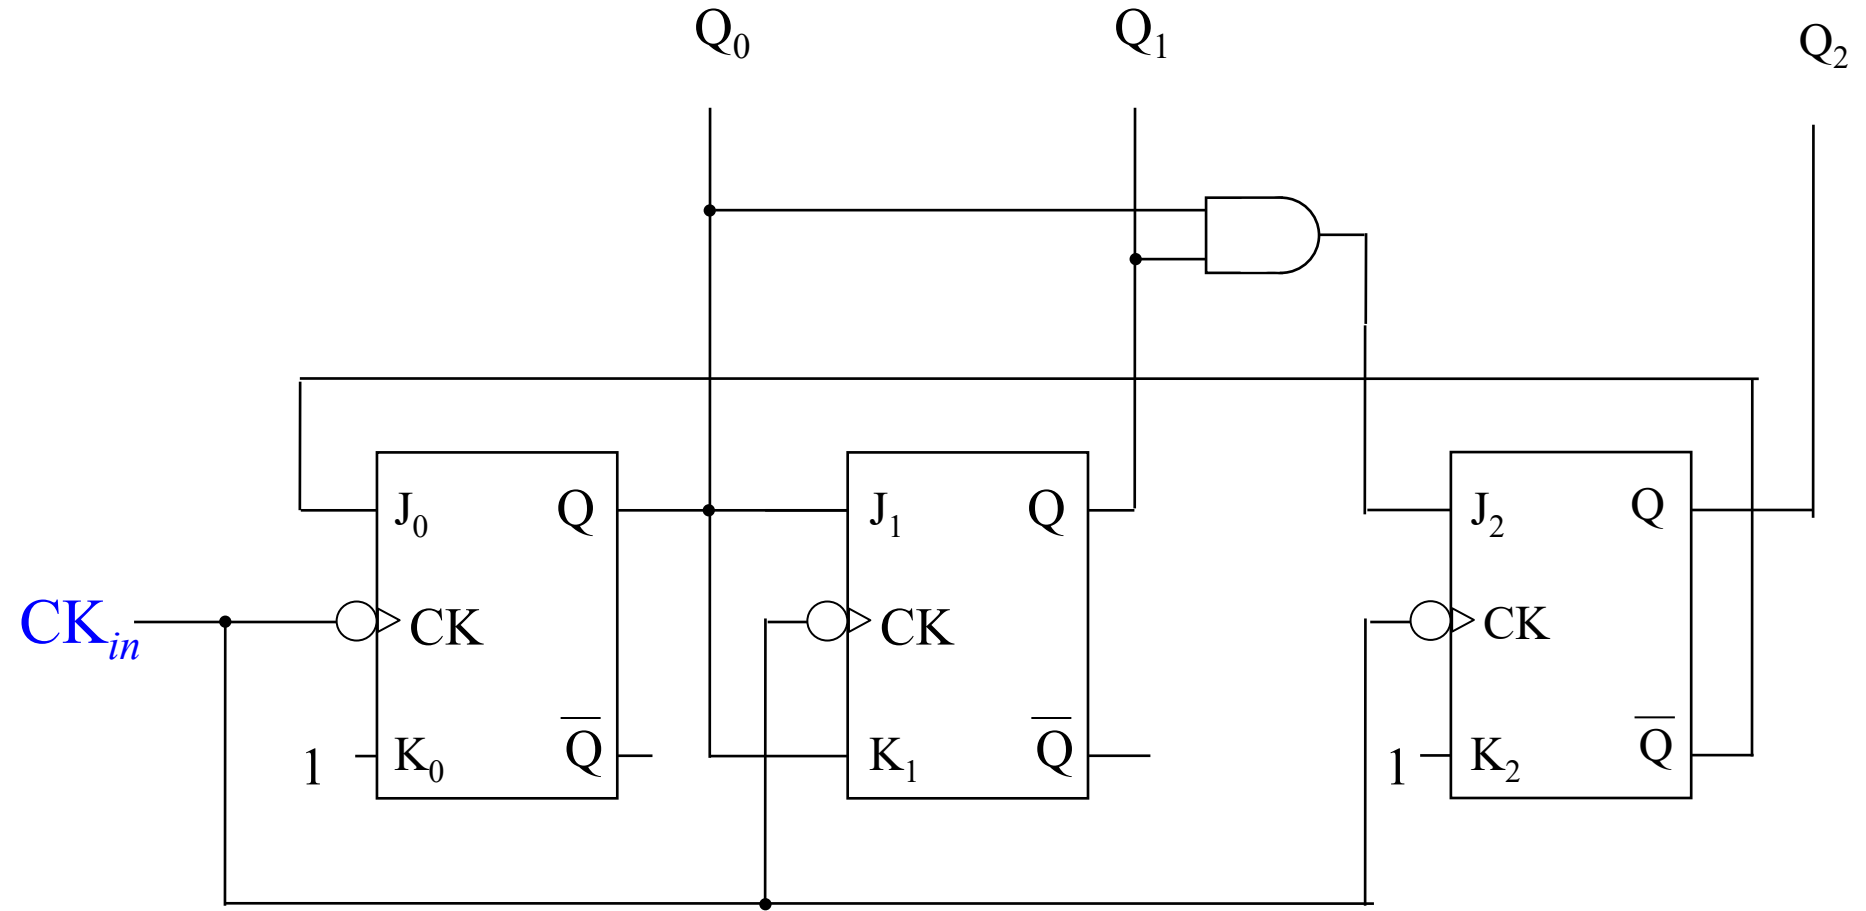 Q0 Q1 Q2
J0 Q J1 Q J2 Q
CKin CK CK CK
1 K0 Q̅ K1 Q̅ 1 K2 Q̅